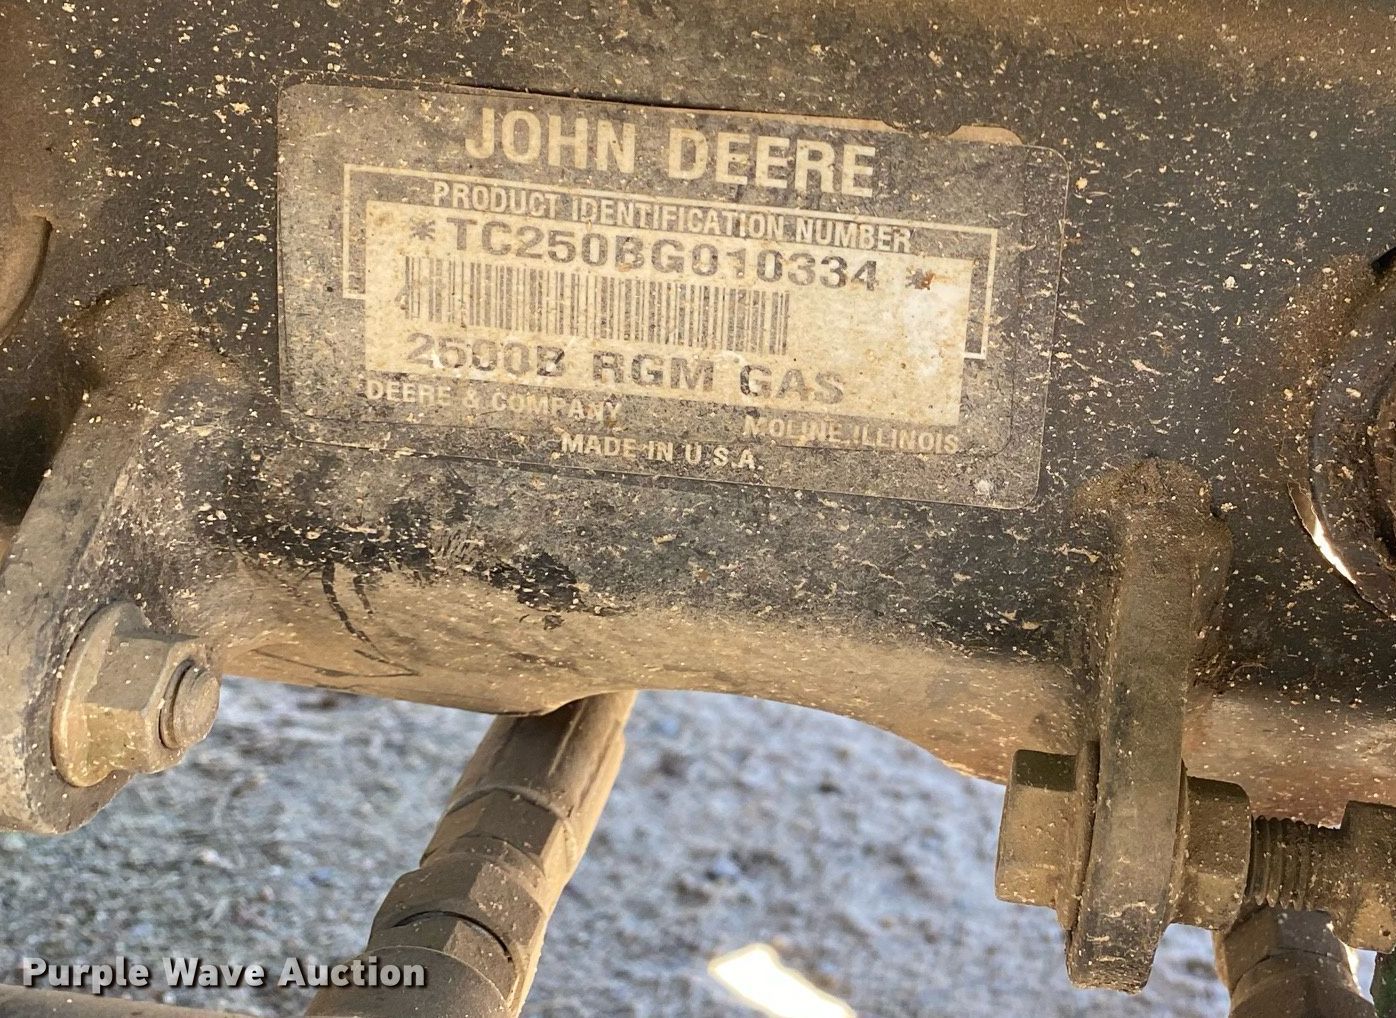 JOHN DEERE
PRODUCT IDENTIFICATION NUMBER
*TC250BG010334*
2500B RGM GAS
DEERE & COMPANY MOLINE, ILLINOIS
MADE IN U.S.A.
Purple Wave Auction